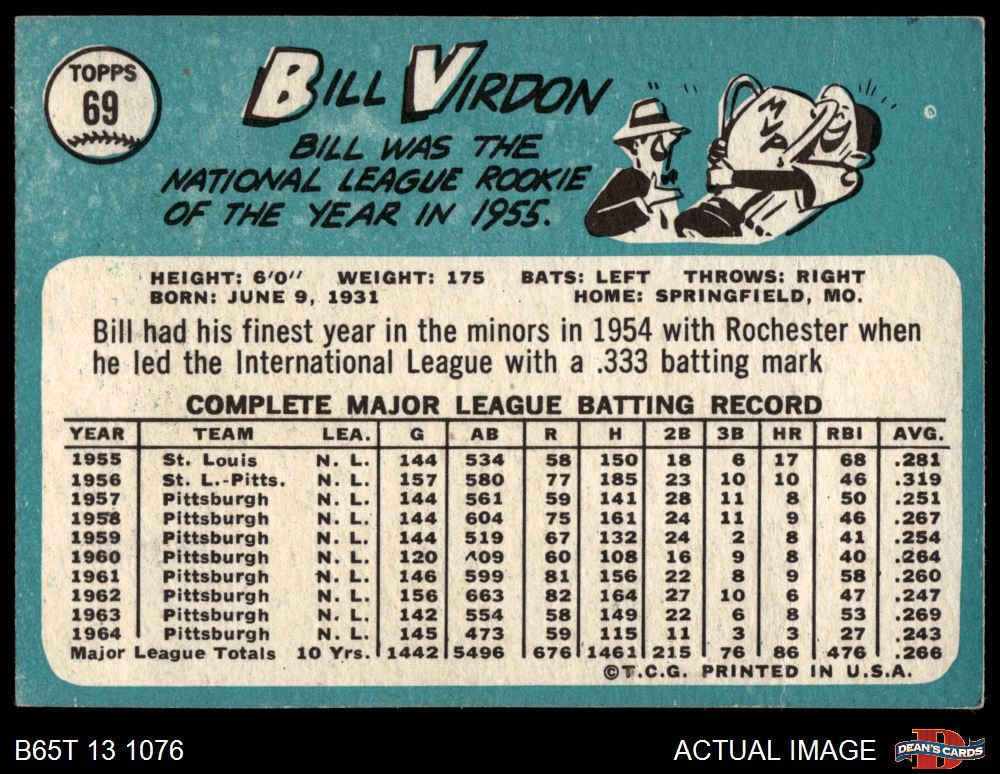 TOPPS
69
BILL VIRDON
BILL WAS THE
NATIONAL LEAGUE ROOKIE
OF THE YEAR IN 1955.
MVP
HEIGHT: 6'0" WEIGHT: 175 BATS: LEFT THROWS: RIGHT
BORN: JUNE 9, 1931 HOME: SPRINGFIELD, MO.
Bill had his finest year in the minors in 1954 with Rochester when
he led the International League with a .333 batting mark
COMPLETE MAJOR LEAGUE BATTING RECORD
YEAR TEAM LEA. G AB R H 2B 3B HR RBI AVG.
1955 St. Louis N. L. 144 534 58 150 18 6 17 68 .281
1956 St. L.-Pitts. N. L. 157 580 77 185 23 10 10 46 .319
1957 Pittsburgh N. L. 144 561 59 141 28 11 8 50 .251
1958 Pittsburgh N. L. 144 604 75 161 24 11 9 46 .267
1959 Pittsburgh N. L. 144 519 67 132 24 2 8 41 .254
1960 Pittsburgh N. L. 120 409 60 108 16 9 8 40 .264
1961 Pittsburgh N. L. 146 599 81 156 22 8 9 58 .260
1962 Pittsburgh N. L. 156 663 82 164 27 10 6 47 .247
1963 Pittsburgh N. L. 142 554 58 149 22 6 8 53 .269
1964 Pittsburgh N. L. 145 473 59 115 11 3 3 27 .243
Major League Totals 10 Yrs. 1442 5496 676 1461 215 76 86 476 .266
©T.C.G. PRINTED IN U.S.A.
B65T 13 1076 ACTUAL IMAGE DEAN'S CARDS